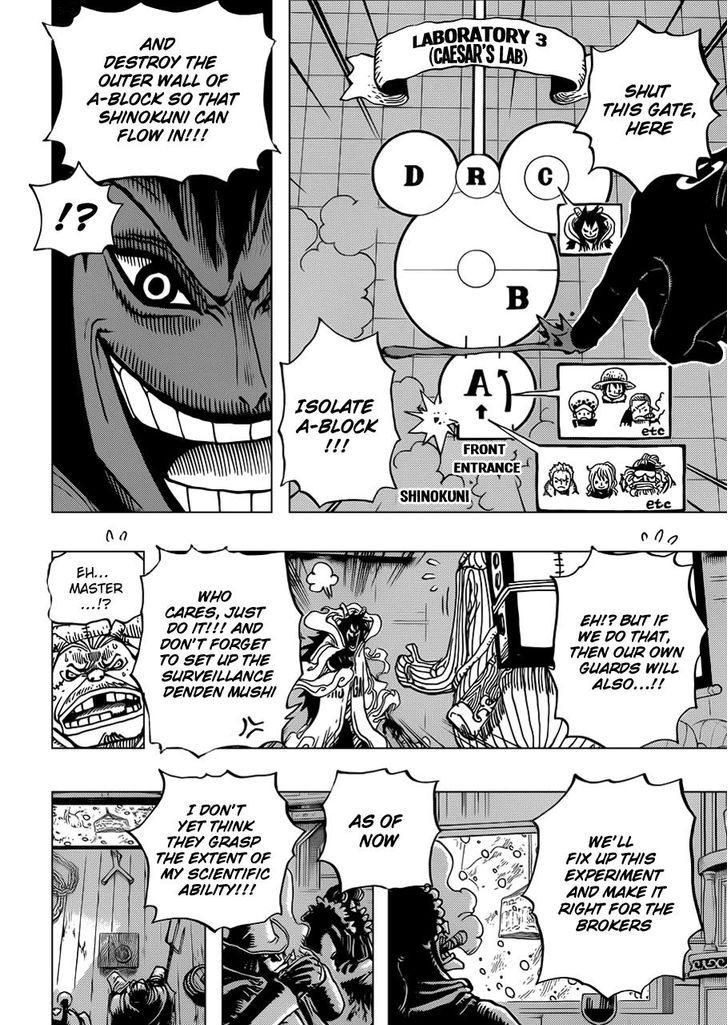 LABORATORY 3
(CAESAR'S LAB)
SHUT
THIS GATE,
HERE
D
R
C
B
A
ISOLATE
A-BLOCK
!!!
FRONT
ENTRANCE
SHINOKUNI
etc
etc
AND
DESTROY THE
OUTER WALL OF
A-BLOCK SO THAT
SHINOKUNI CAN
FLOW IN!!!
!?
EH!? BUT IF
WE DO THAT,
THEN OUR OWN
GUARDS WILL
ALSO...!!
WHO
CARES, JUST
DO IT!!! AND
DON'T FORGET
TO SET UP THE
SURVEILLANCE
DENDEN MUSHI
EH...
MASTER
...!?
WE'LL
FIX UP THIS
EXPERIMENT
AND MAKE IT
RIGHT FOR THE
BROKERS
AS OF
NOW
I DON'T
YET THINK
THEY GRASP
THE EXTENT OF
MY SCIENTIFIC
ABILITY!!!